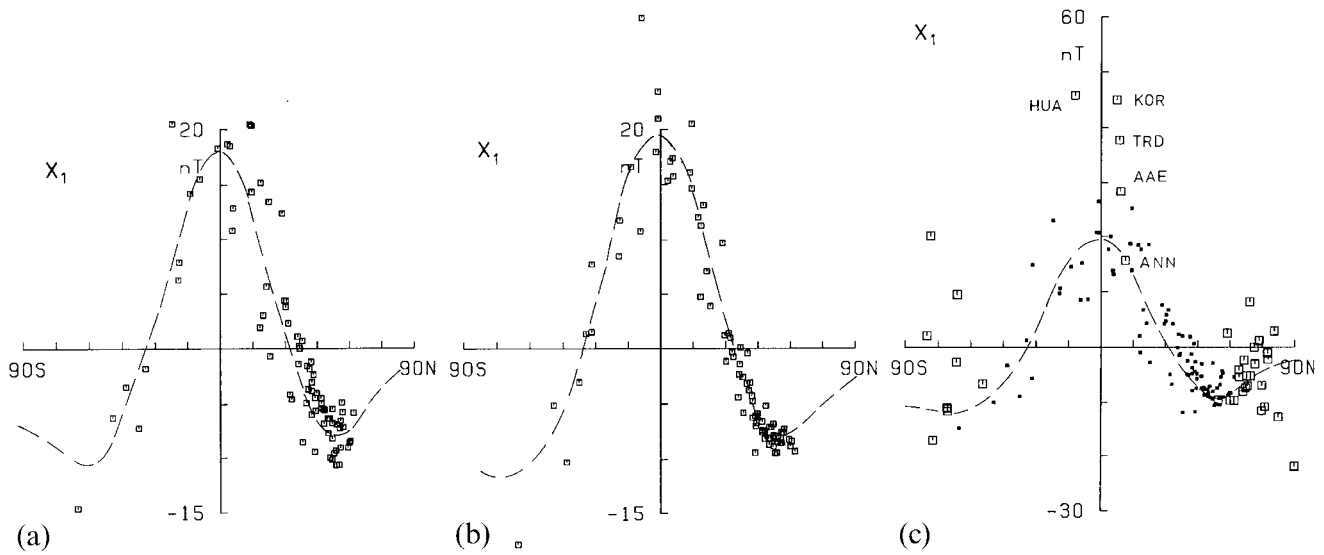 X1
20
nT
90S
90N
-15
(a)
X1
20
nT
90S
90N
-15
(b)
X1
60
nT
HUA
KOR
TRD
AAE
ANN
90S
90N
-30
(c)